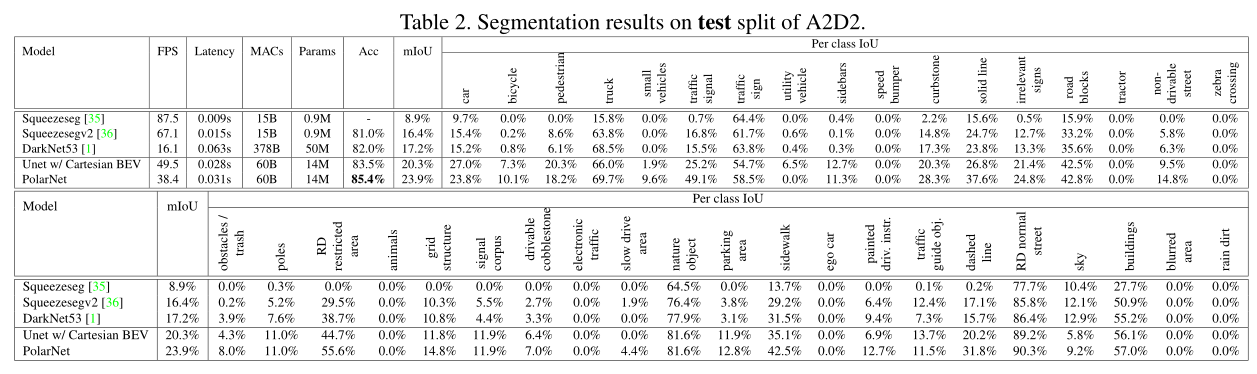 Table 2. Segmentation results on test split of A2D2.
Model FPS Latency MACs Params Acc mIoU Per class IoU
car bicycle pedestrian truck small vehicles traffic signal traffic sign utility vehicle sidebars speed bumper curbstone solid line irrelevant signs road blocks tractor non-drivable street zebra crossing
Squeezeseg [35] 87.5 0.009s 15B 0.9M - 8.9% 9.7% 0.0% 0.0% 15.8% 0.0% 0.7% 64.4% 0.0% 0.4% 0.0% 2.2% 15.6% 0.5% 15.9% 0.0% 0.0% 0.0%
Squeezesegv2 [36] 67.1 0.015s 15B 0.9M 81.0% 16.4% 15.4% 0.2% 8.6% 63.8% 0.0% 16.8% 61.7% 0.6% 0.1% 0.0% 14.8% 24.7% 12.7% 33.2% 0.0% 5.8% 0.0%
DarkNet53 [1] 16.1 0.063s 378B 50M 82.0% 17.2% 15.2% 0.8% 6.1% 68.5% 0.0% 15.5% 63.8% 0.4% 0.3% 0.0% 17.3% 23.8% 13.3% 35.6% 0.0% 6.3% 0.0%
Unet w/ Cartesian BEV 49.5 0.028s 60B 14M 83.5% 20.3% 27.0% 7.3% 20.3% 66.0% 1.9% 25.2% 54.7% 6.5% 12.7% 0.0% 20.3% 26.8% 21.4% 42.5% 0.0% 9.5% 0.0%
PolarNet 38.4 0.031s 60B 14M 85.4% 23.9% 23.8% 10.1% 18.2% 69.7% 9.6% 49.1% 58.5% 0.0% 11.3% 0.0% 28.3% 37.6% 24.8% 42.8% 0.0% 14.8% 0.0%
Model mIoU Per class IoU
obstacles / trash poles RD restricted area animals grid structure signal corpus drivable cobblestone electronic traffic slow drive area nature object parking area sidewalk ego car painted driv. instr. traffic guide obj. dashed line RD normal street sky buildings blurred area rain dirt
Squeezeseg [35] 8.9% 0.0% 0.3% 0.0% 0.0% 0.0% 0.0% 0.0% 0.0% 0.0% 64.5% 0.0% 13.7% 0.0% 0.0% 0.1% 0.2% 77.7% 10.4% 27.7% 0.0% 0.0%
Squeezesegv2 [36] 16.4% 0.2% 5.2% 29.5% 0.0% 10.3% 5.5% 2.7% 0.0% 1.9% 76.4% 3.8% 29.2% 0.0% 6.4% 12.4% 17.1% 85.8% 12.1% 50.9% 0.0% 0.0%
DarkNet53 [1] 17.2% 3.9% 7.6% 38.7% 0.0% 10.8% 4.4% 3.3% 0.0% 0.0% 77.9% 3.1% 31.5% 0.0% 9.4% 7.3% 15.7% 86.4% 12.9% 55.2% 0.0% 0.0%
Unet w/ Cartesian BEV 20.3% 4.3% 11.0% 44.7% 0.0% 11.8% 11.9% 6.4% 0.0% 0.0% 81.6% 11.9% 35.1% 0.0% 6.9% 13.7% 20.2% 89.2% 5.8% 56.1% 0.0% 0.0%
PolarNet 23.9% 8.0% 11.0% 55.6% 0.0% 14.8% 11.9% 7.0% 0.0% 4.4% 81.6% 12.8% 42.5% 0.0% 12.7% 11.5% 31.8% 90.3% 9.2% 57.0% 0.0% 0.0%